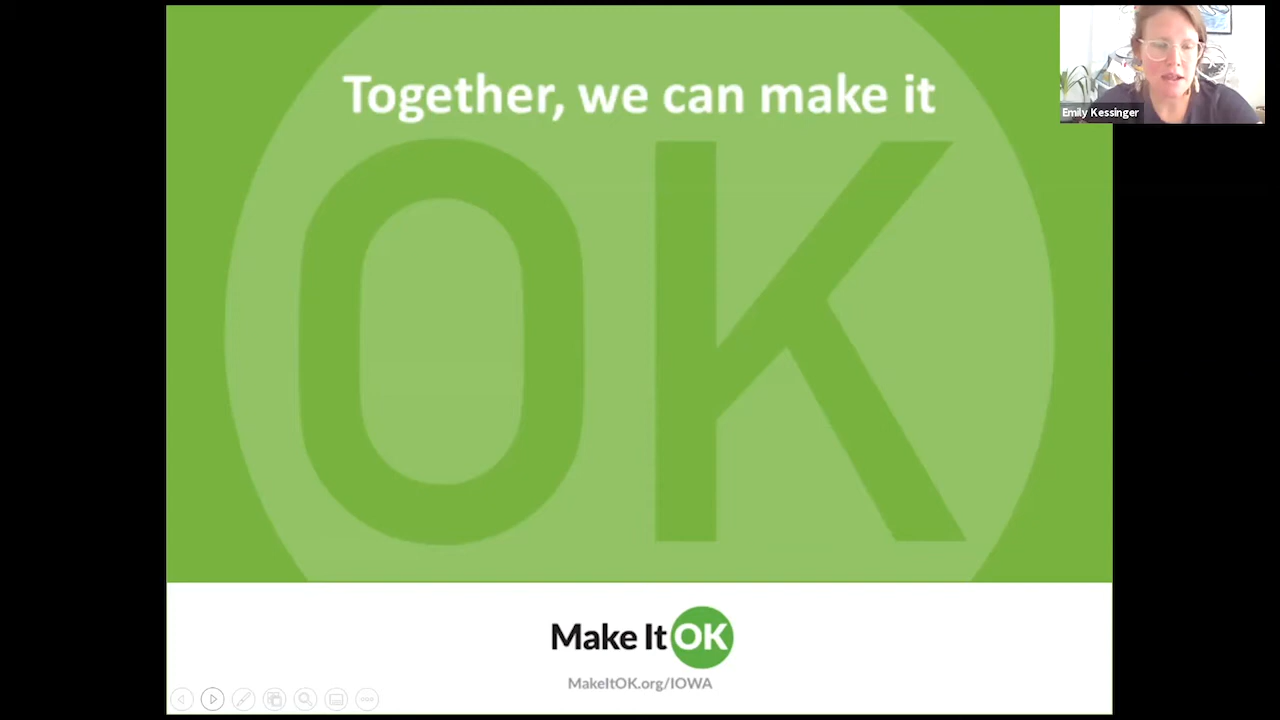 Together, we can make it
OK
Make It OK
MakeItOK.org/IOWA
Emily Kessinger